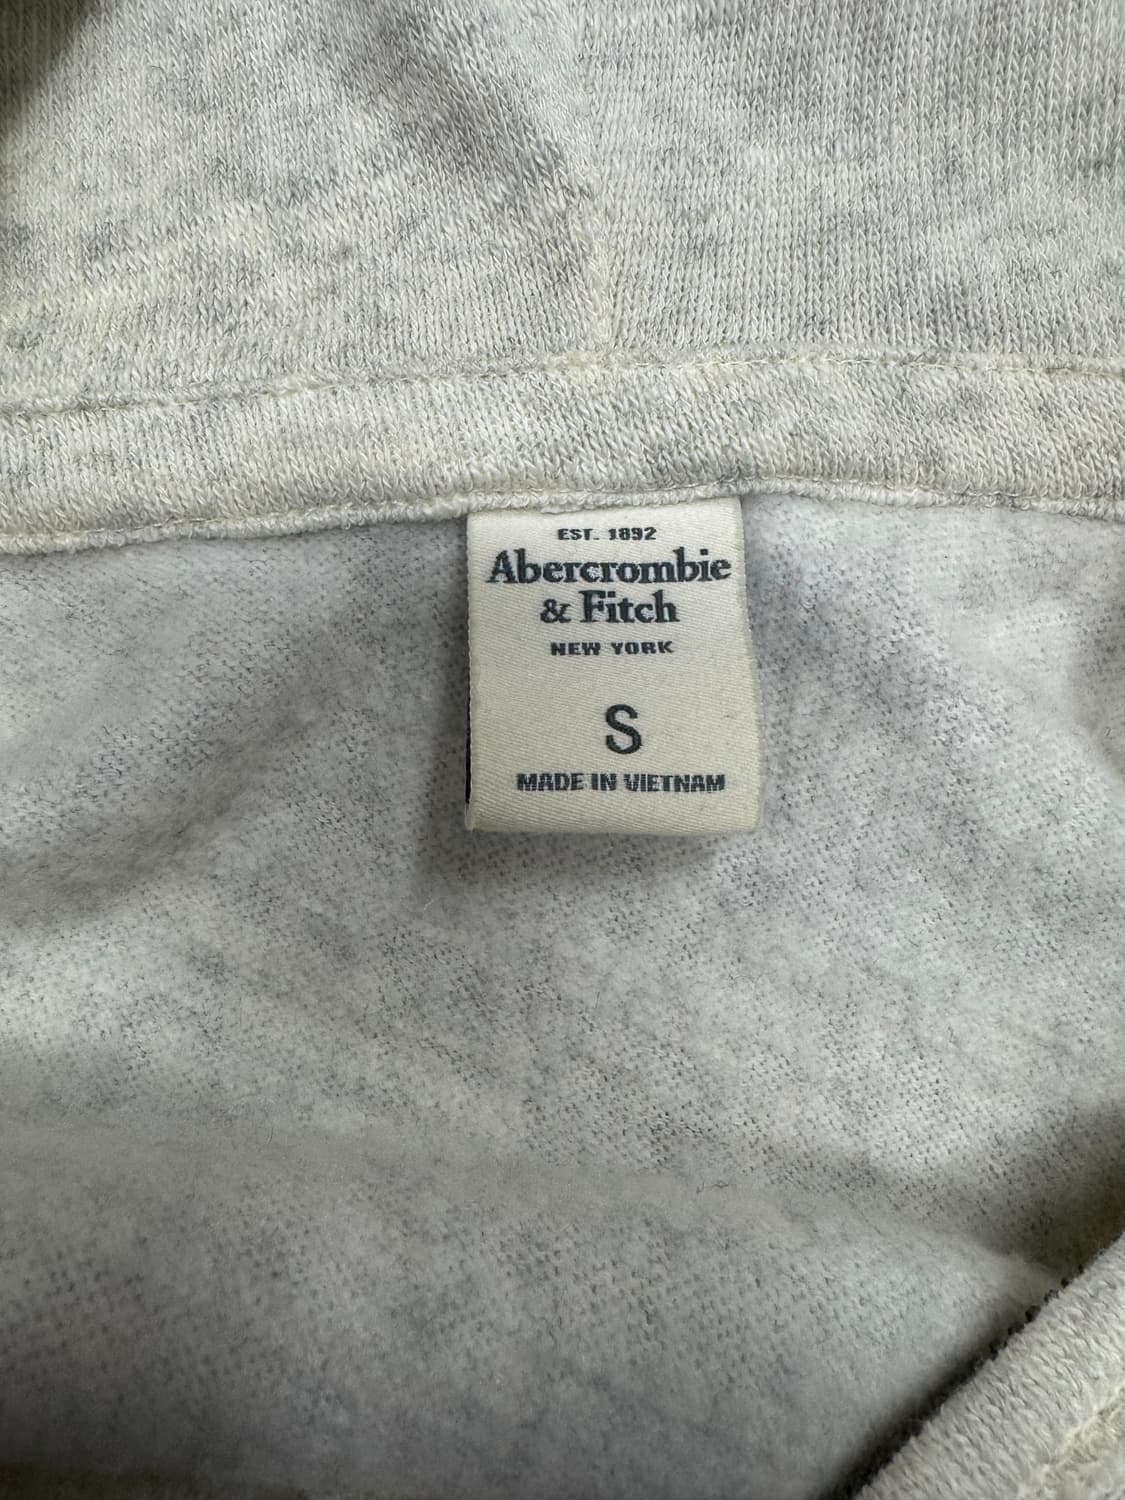 EST. 1892
Abercrombie
& Fitch
NEW YORK
S
MADE IN VIETNAM